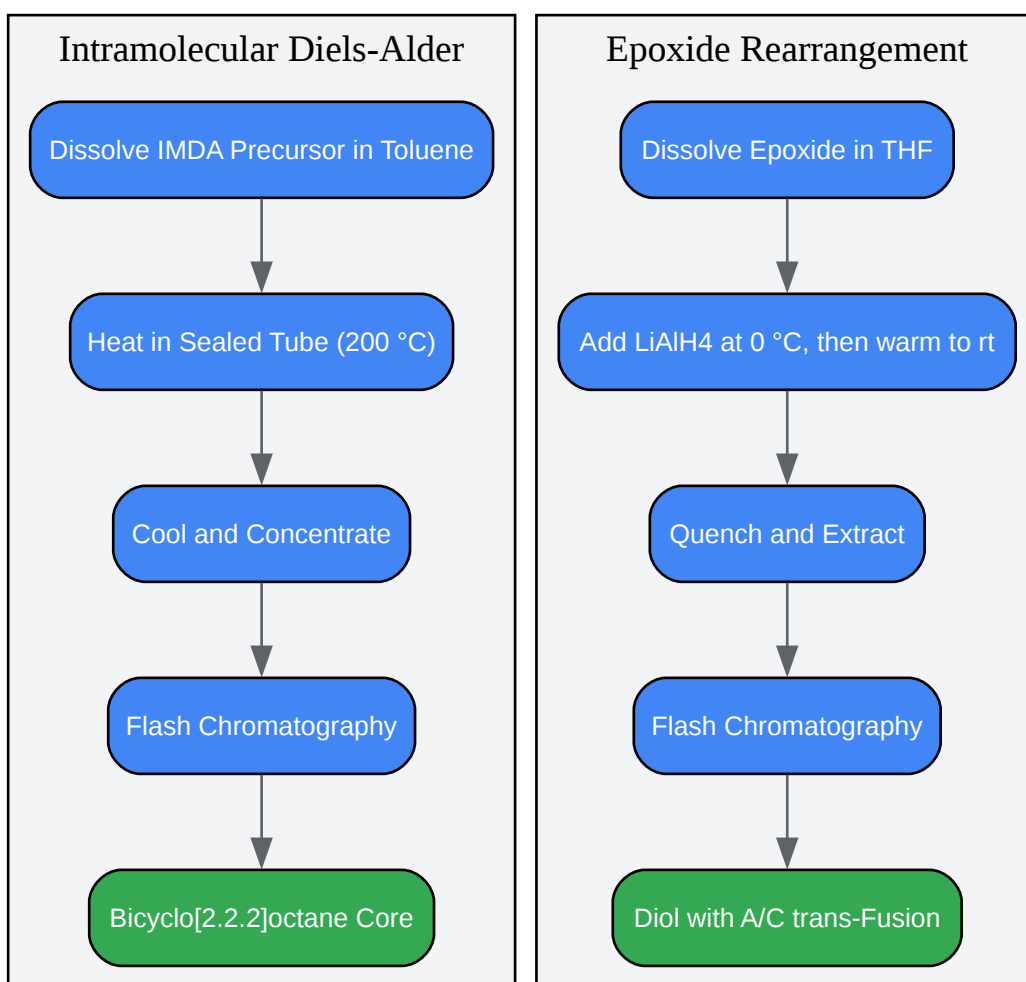 Intramolecular Diels-Alder
Dissolve IMDA Precursor in Toluene
Heat in Sealed Tube (200 °C)
Cool and Concentrate
Flash Chromatography
Bicyclo[2.2.2]octane Core
Epoxide Rearrangement
Dissolve Epoxide in THF
Add LiAlH4 at 0 °C, then warm to rt
Quench and Extract
Flash Chromatography
Diol with A/C trans-Fusion